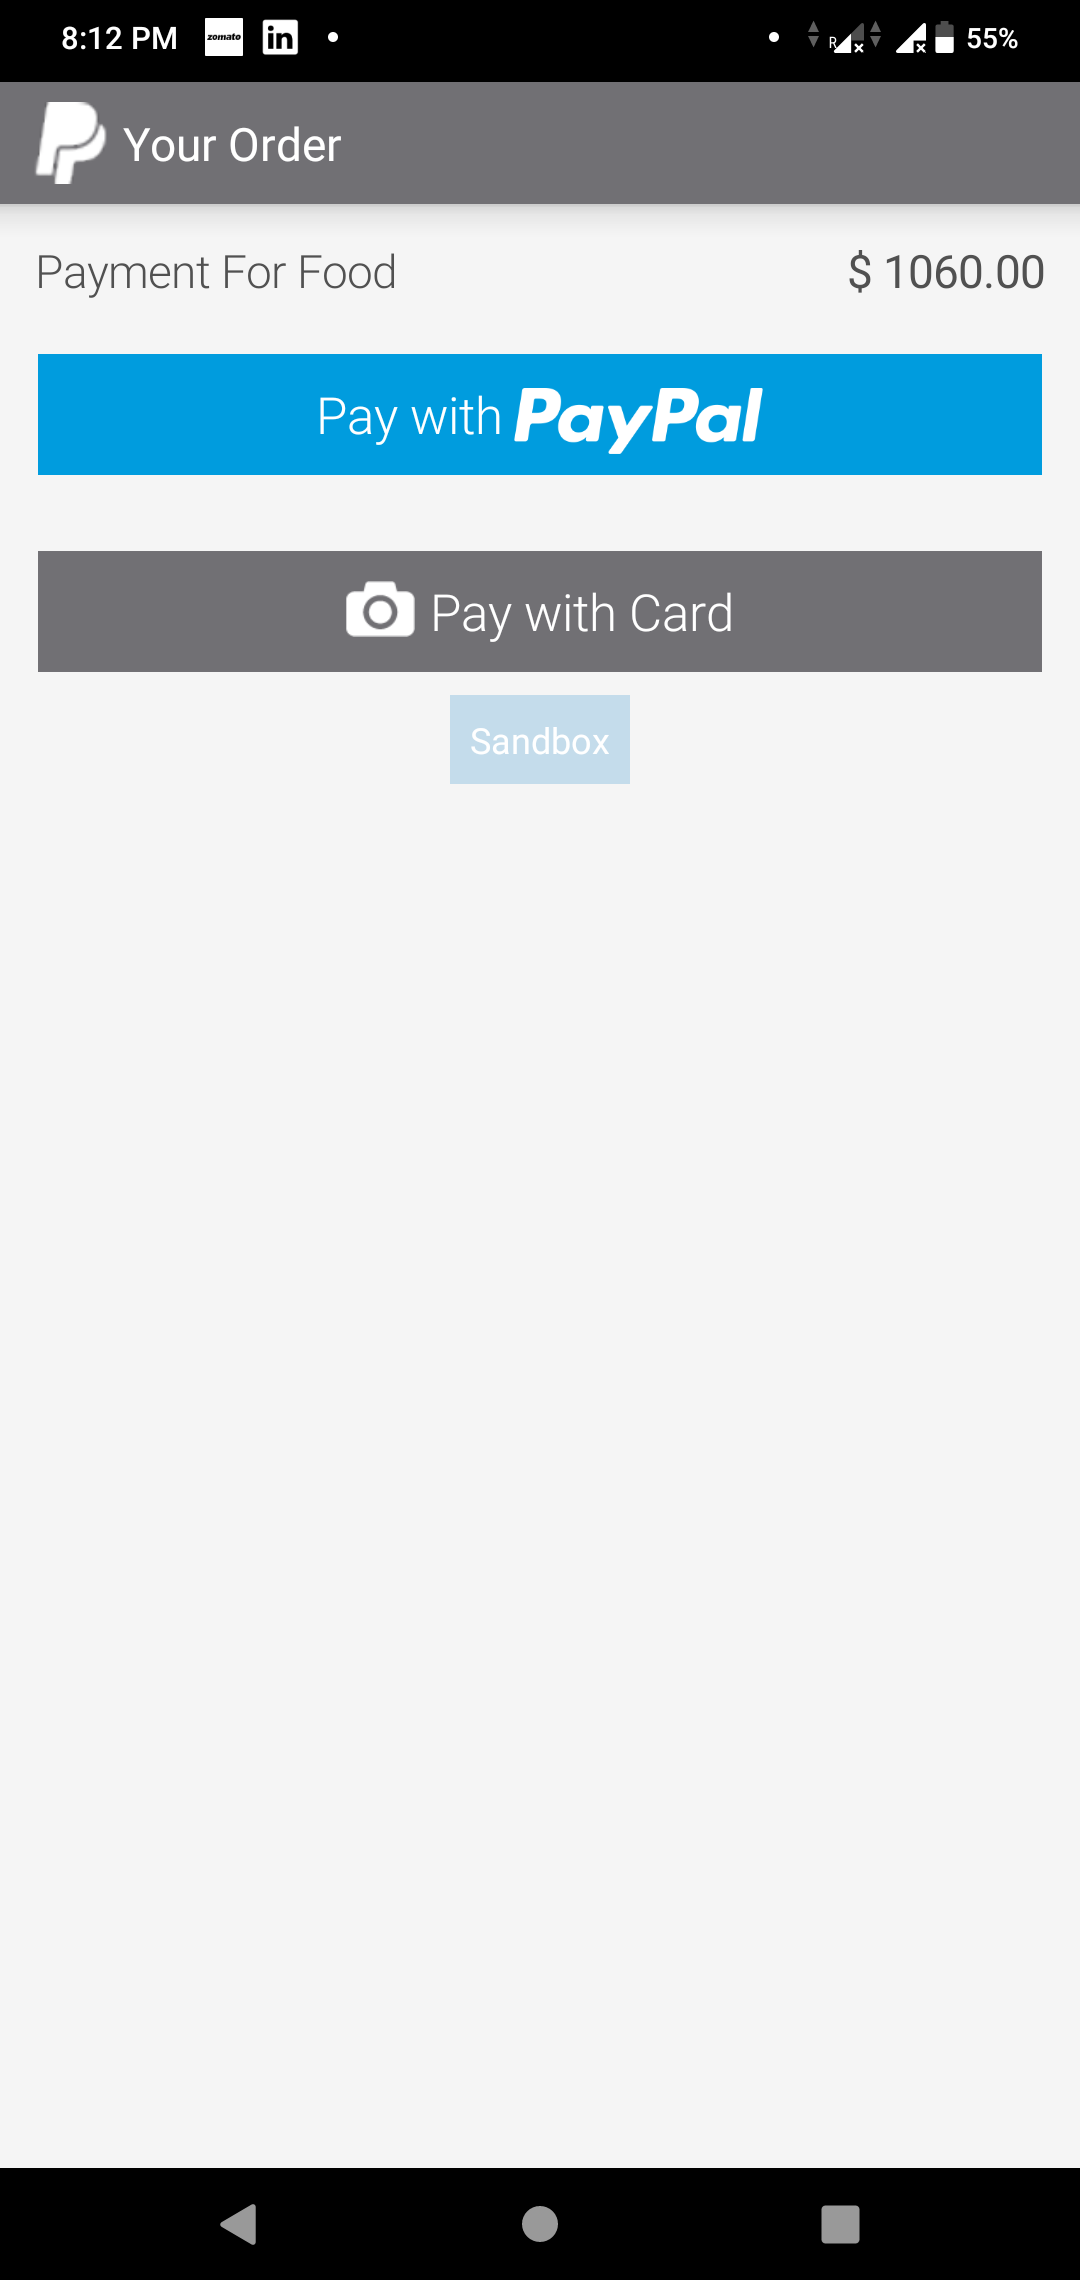 8:12 PM zomato in R 55%
Your Order
Payment For Food $ 1060.00
Pay with PayPal
Pay with Card
Sandbox